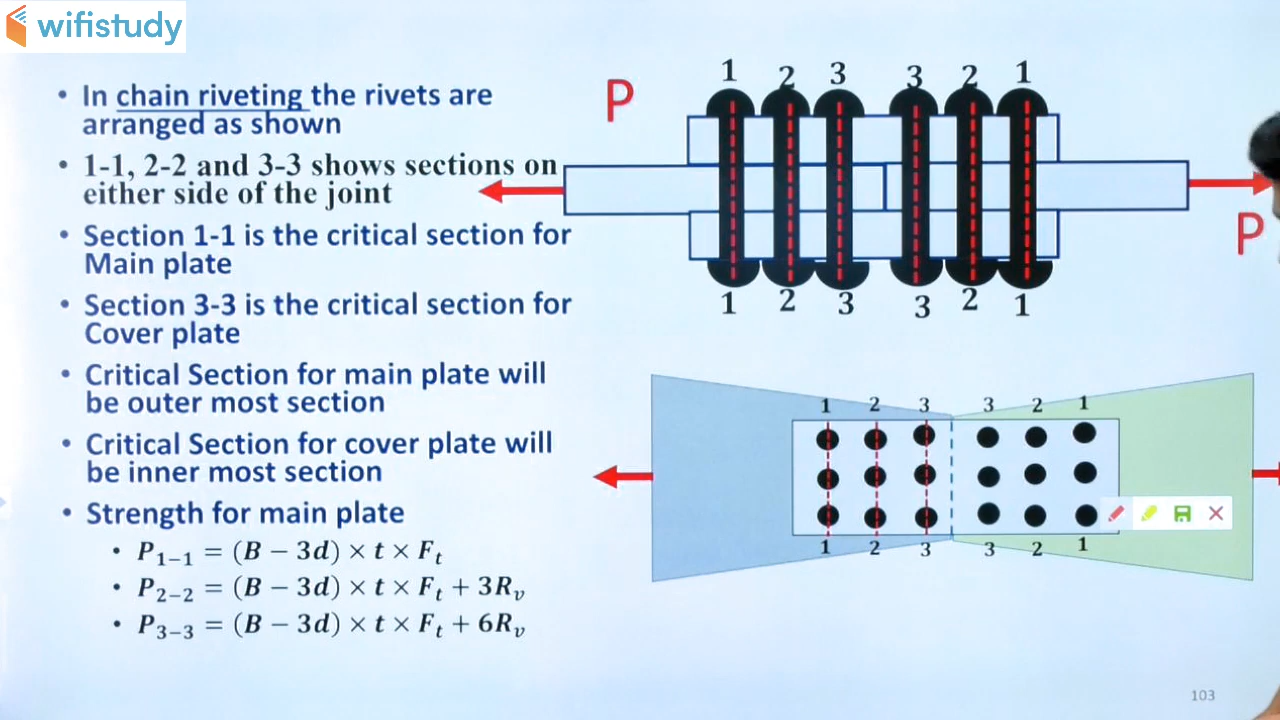 wifistudy
• In chain riveting the rivets are
arranged as shown
• 1-1, 2-2 and 3-3 shows sections on
either side of the joint
• Section 1-1 is the critical section for
Main plate
• Section 3-3 is the critical section for
Cover plate
• Critical Section for main plate will
be outer most section
• Critical Section for cover plate will
be inner most section
• Strength for main plate
• P₁₋₁ = (B − 3d) × t × Fₜ
• P₂₋₂ = (B − 3d) × t × Fₜ + 3Rᵥ
• P₃₋₃ = (B − 3d) × t × Fₜ + 6Rᵥ
P
1 2 3 3 2 1
P
1 2 3 3 2 1
1 2 3 3 2 1
1 2 3 3 2 1
103